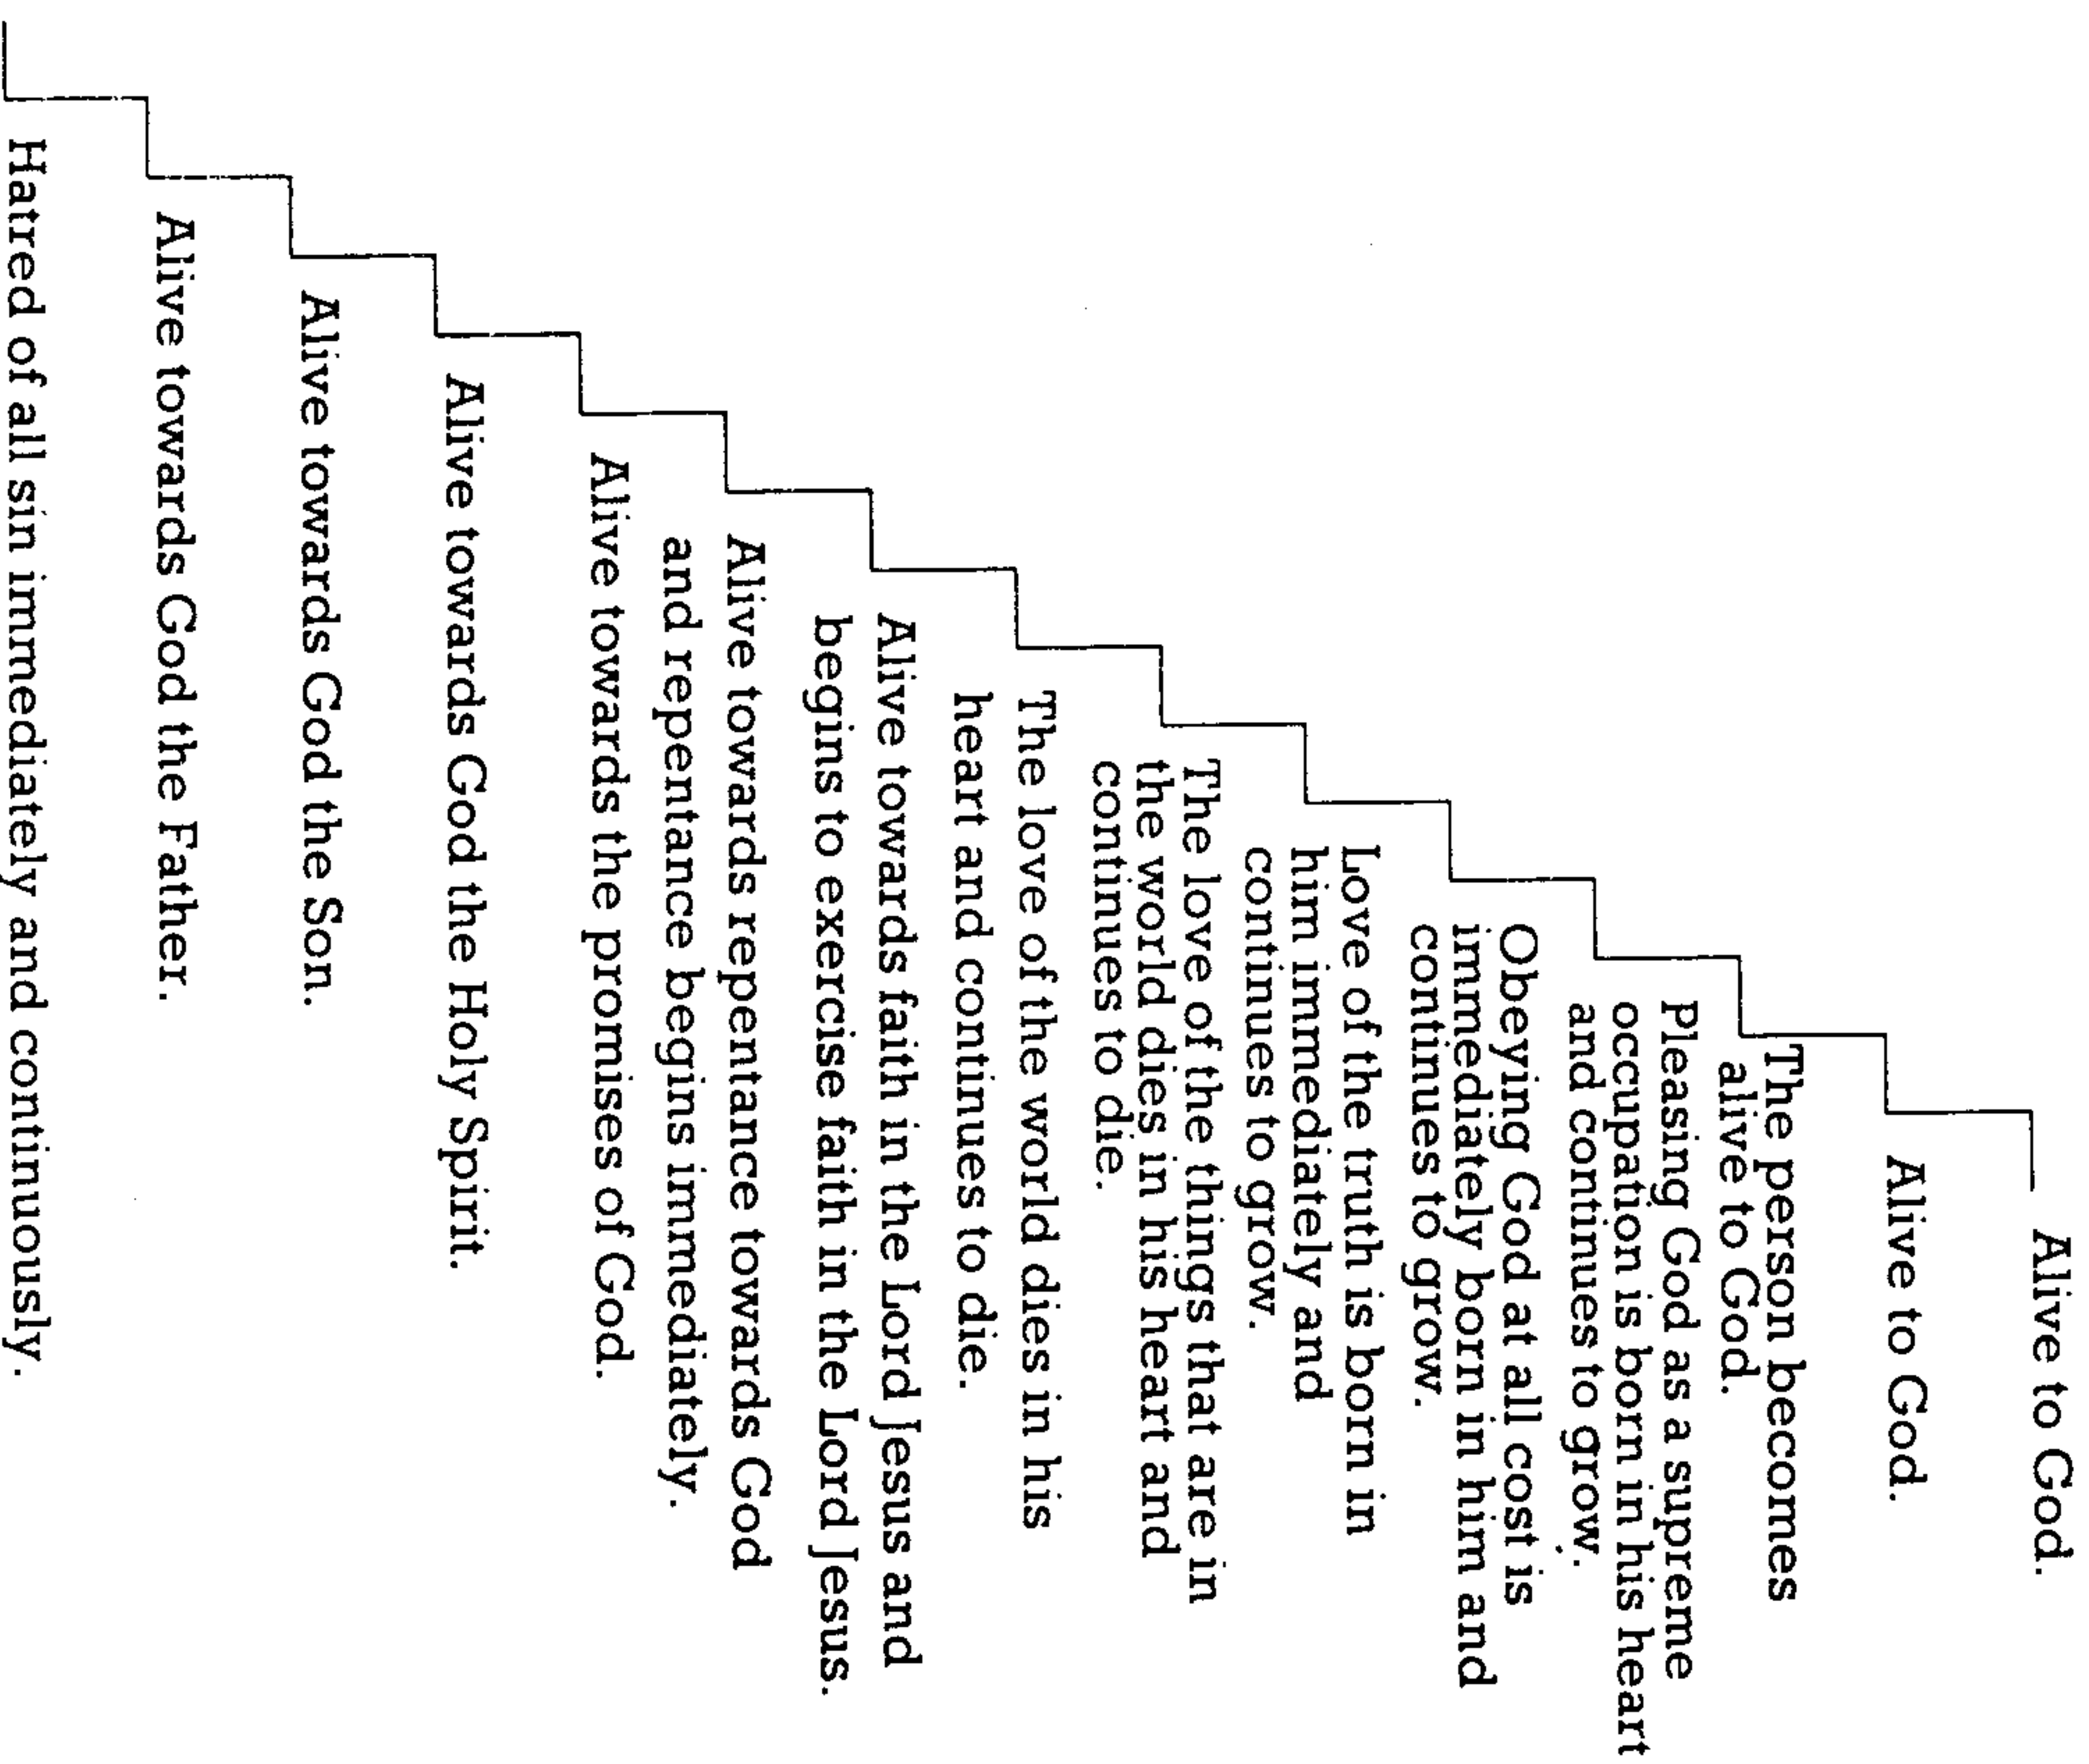 Alive to God.
Alive to God.
The person becomes
alive to God.
Pleasing God as a supreme
occupation is born in his heart
and continues to grow.
Obeying God at all cost is
immediately born in him and
continues to grow.
Love of the truth is born in
him immediately and
continues to grow.
The love of the things that are in
the world dies in his heart and
continues to die.
The love of the world dies in his
heart and continues to die.
Alive towards faith in the Lord Jesus and
begins to exercise faith in the Lord Jesus.
Alive towards repentance towards God
and repentance begins immediately.
Alive towards the promises of God.
Alive towards God the Holy Spirit.
Alive towards God the Son.
Alive towards God the Father.
Hatred of all sin immediately and continuously.